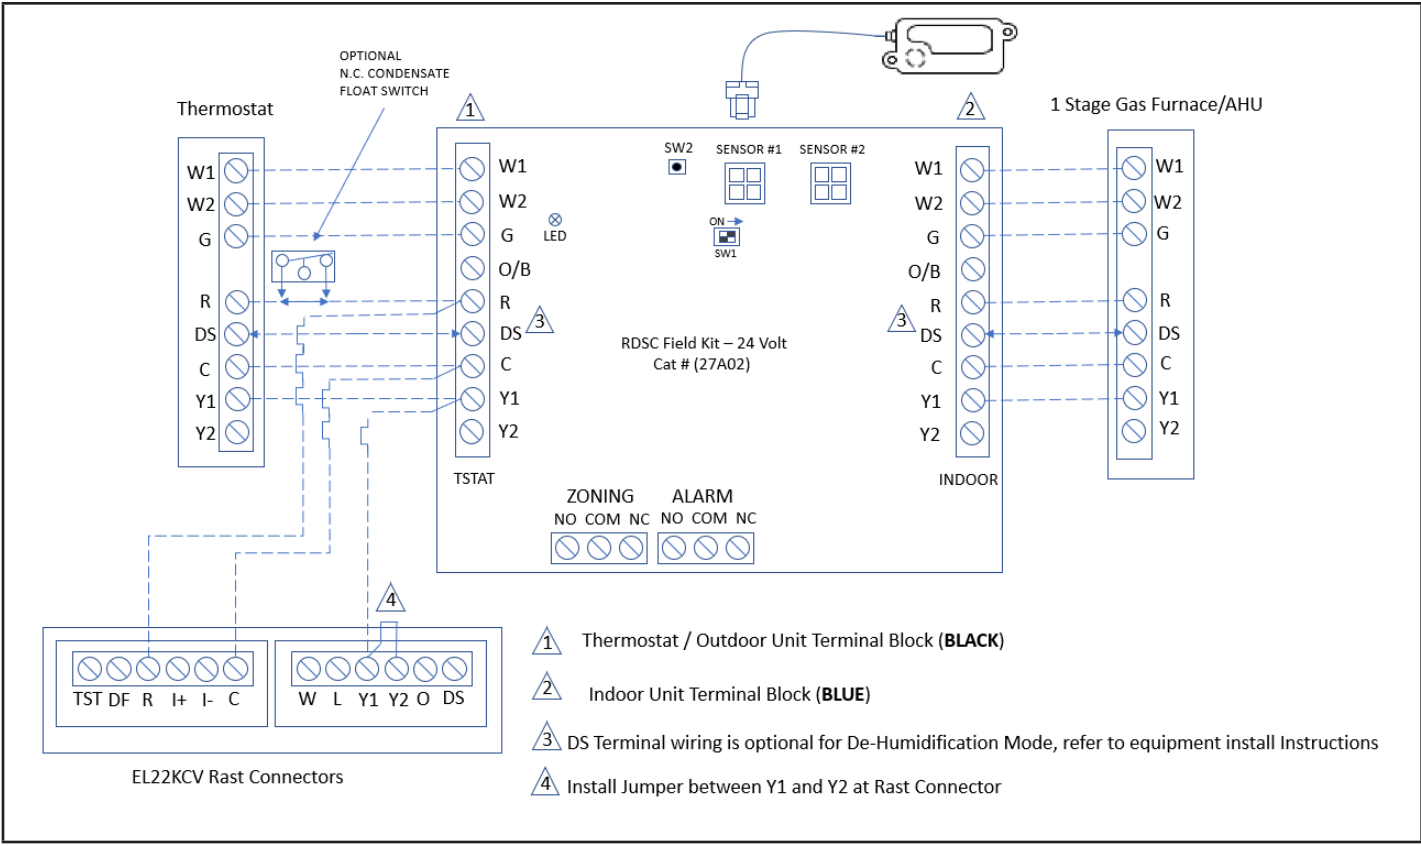 OPTIONAL
N.C. CONDENSATE
FLOAT SWITCH
Thermostat
1
2
1 Stage Gas Furnace/AHU
W1
W2
G
R
DS
C
Y1
Y2
W1
W2
G
O/B
R
DS
C
Y1
Y2
TSTAT
3
LED
SW2
SENSOR #1
SENSOR #2
ON
SW1
RDSC Field Kit – 24 Volt
Cat # (27A02)
3
W1
W2
G
O/B
R
DS
C
Y1
Y2
INDOOR
W1
W2
G
R
DS
C
Y1
Y2
ZONING
NO COM NC
ALARM
NO COM NC
4
TST DF R I+ I- C
W L Y1 Y2 O DS
EL22KCV Rast Connectors
1 Thermostat / Outdoor Unit Terminal Block (BLACK)
2 Indoor Unit Terminal Block (BLUE)
3 DS Terminal wiring is optional for De-Humidification Mode, refer to equipment install Instructions
4 Install Jumper between Y1 and Y2 at Rast Connector